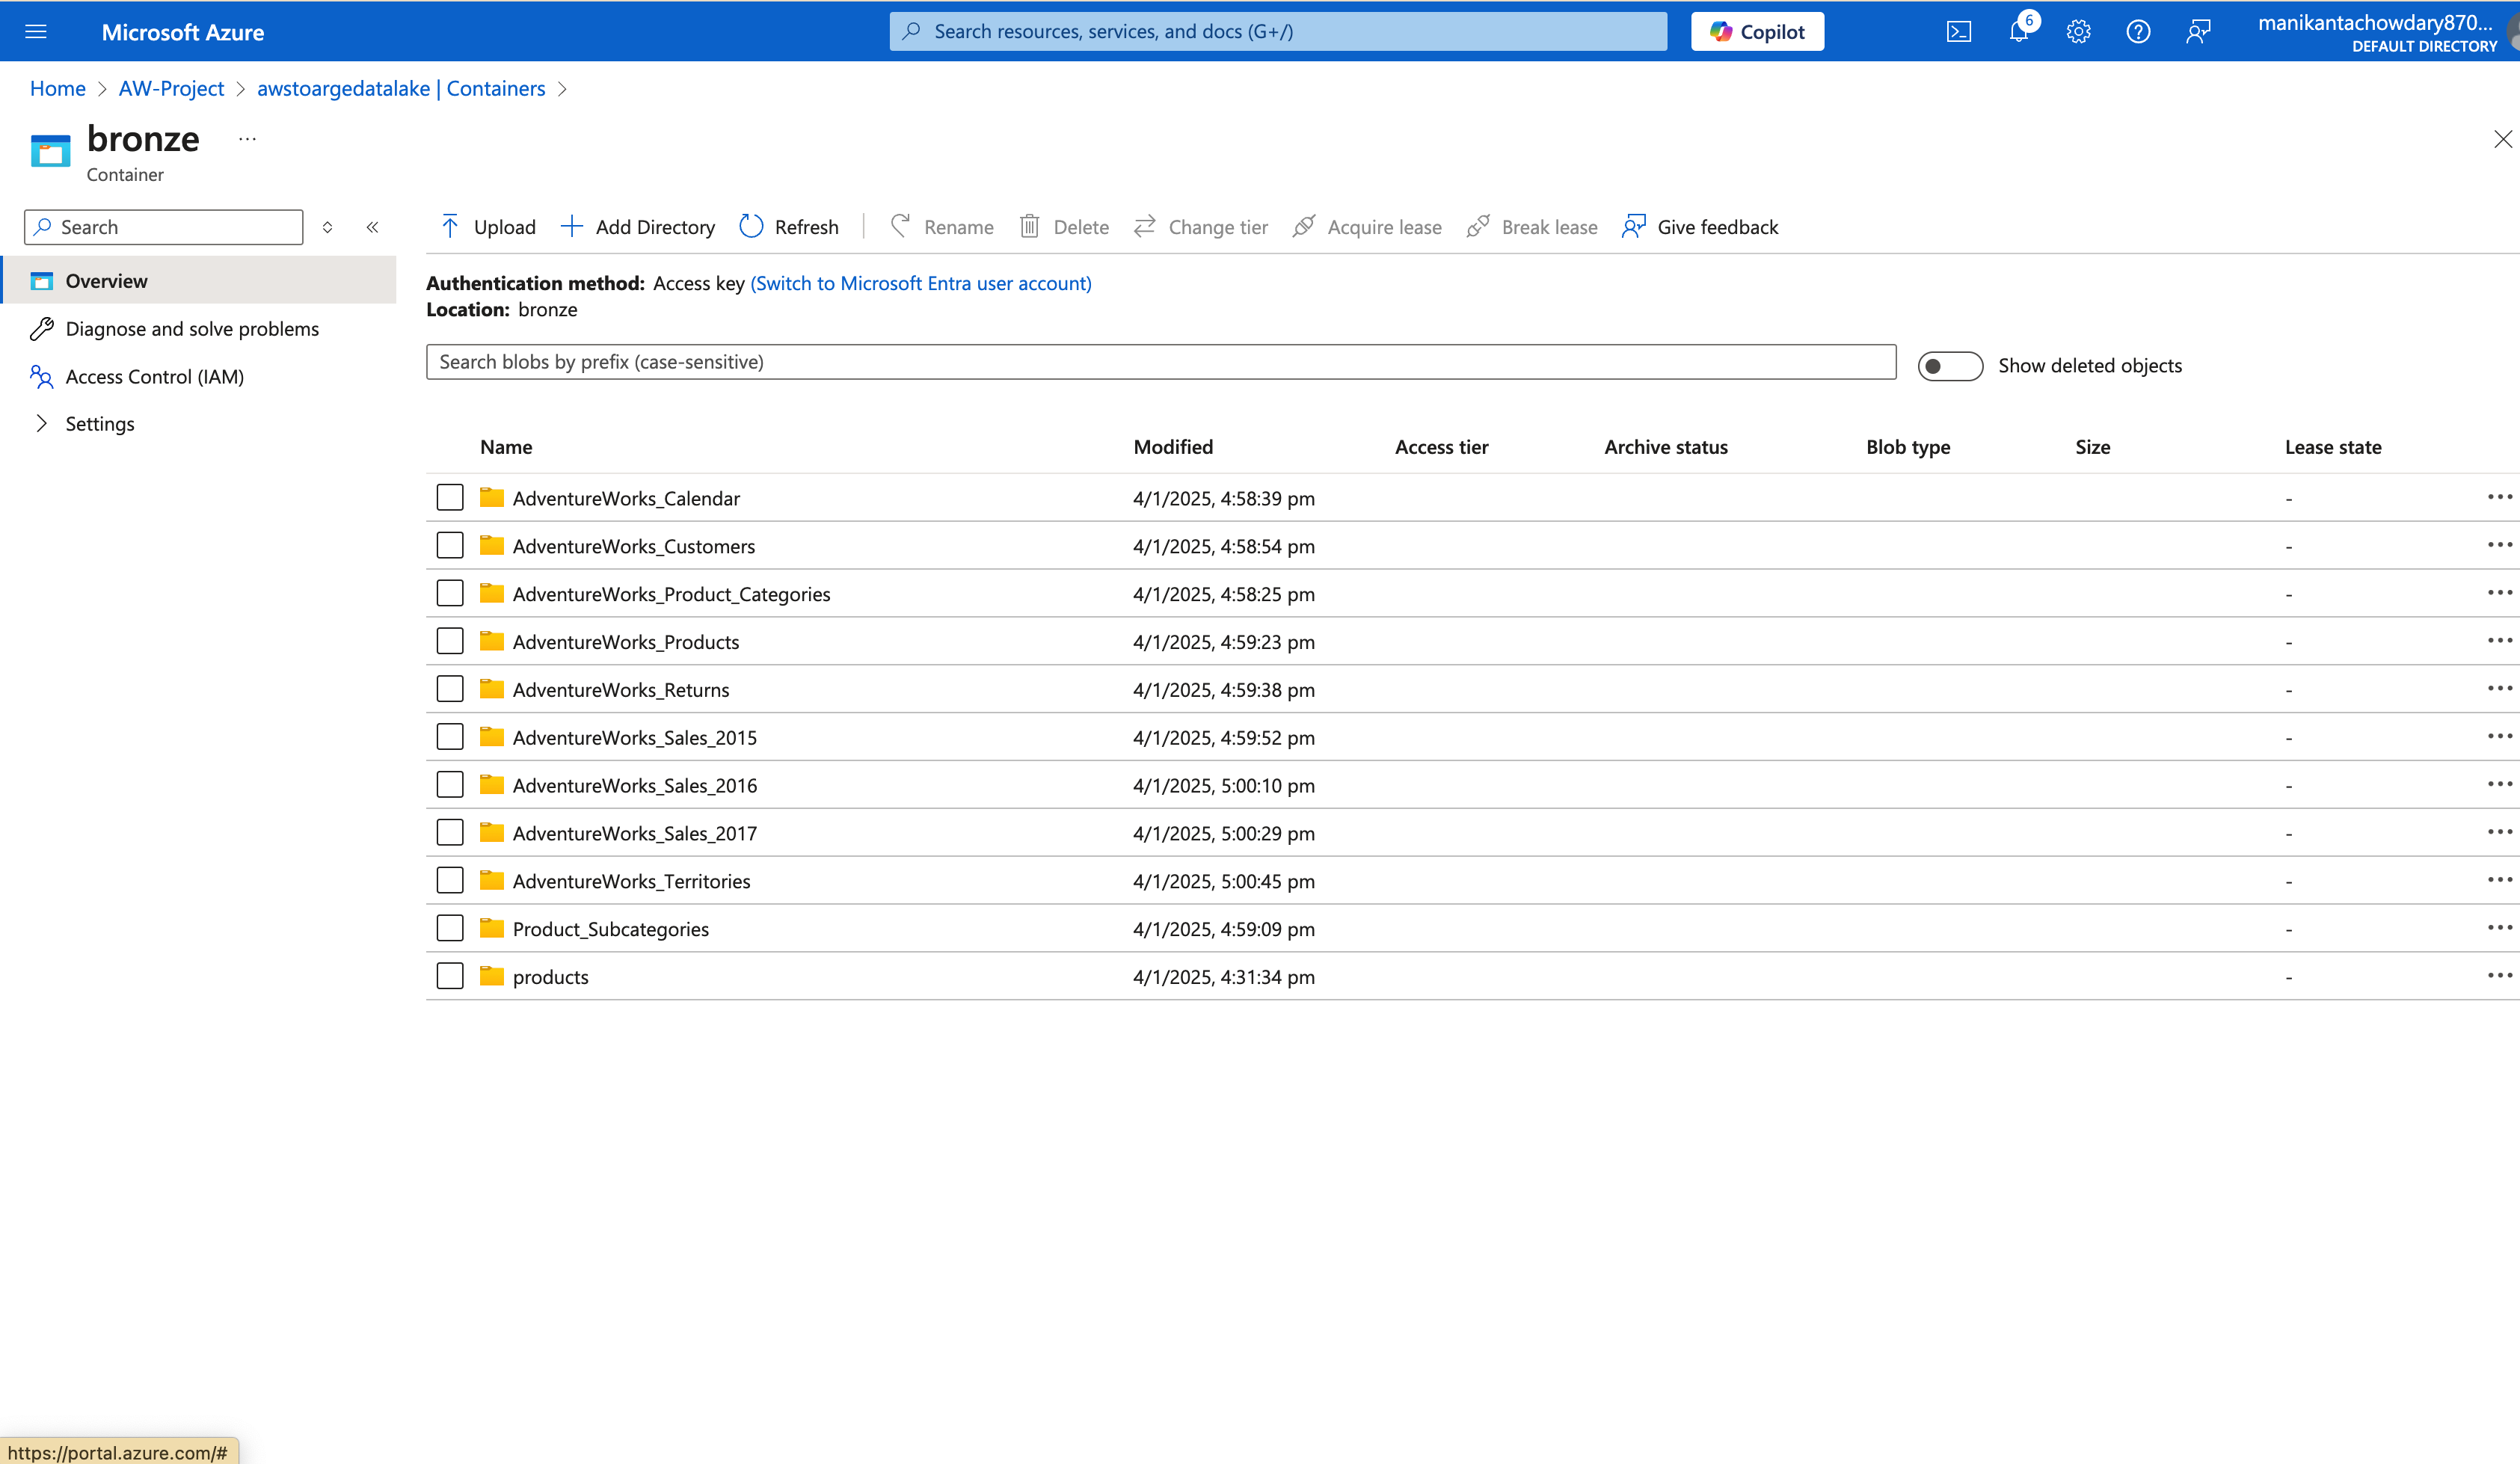 Microsoft Azure
Search resources, services, and docs (G+/)
Copilot
6
manikantachowdary870...
DEFAULT DIRECTORY
Home > AW-Project > awstoargedatalake | Containers >
bronze ...
Container
Search
Upload Add Directory Refresh Rename Delete Change tier Acquire lease Break lease Give feedback
Overview
Diagnose and solve problems
Access Control (IAM)
Settings
Authentication method: Access key (Switch to Microsoft Entra user account)
Location: bronze
Search blobs by prefix (case-sensitive)
Show deleted objects
Name Modified Access tier Archive status Blob type Size Lease state
AdventureWorks_Calendar 4/1/2025, 4:58:39 pm -
AdventureWorks_Customers 4/1/2025, 4:58:54 pm -
AdventureWorks_Product_Categories 4/1/2025, 4:58:25 pm -
AdventureWorks_Products 4/1/2025, 4:59:23 pm -
AdventureWorks_Returns 4/1/2025, 4:59:38 pm -
AdventureWorks_Sales_2015 4/1/2025, 4:59:52 pm -
AdventureWorks_Sales_2016 4/1/2025, 5:00:10 pm -
AdventureWorks_Sales_2017 4/1/2025, 5:00:29 pm -
AdventureWorks_Territories 4/1/2025, 5:00:45 pm -
Product_Subcategories 4/1/2025, 4:59:09 pm -
products 4/1/2025, 4:31:34 pm -
https://portal.azure.com/#